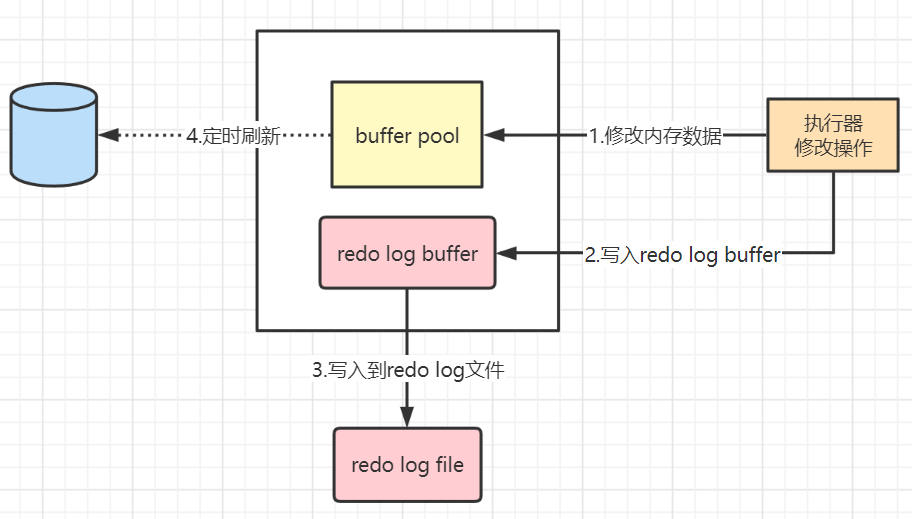 buffer pool
4.定时刷新
1.修改内存数据
执行器
修改操作
redo log buffer
2.写入redo log buffer
3.写入到redo log文件
redo log file